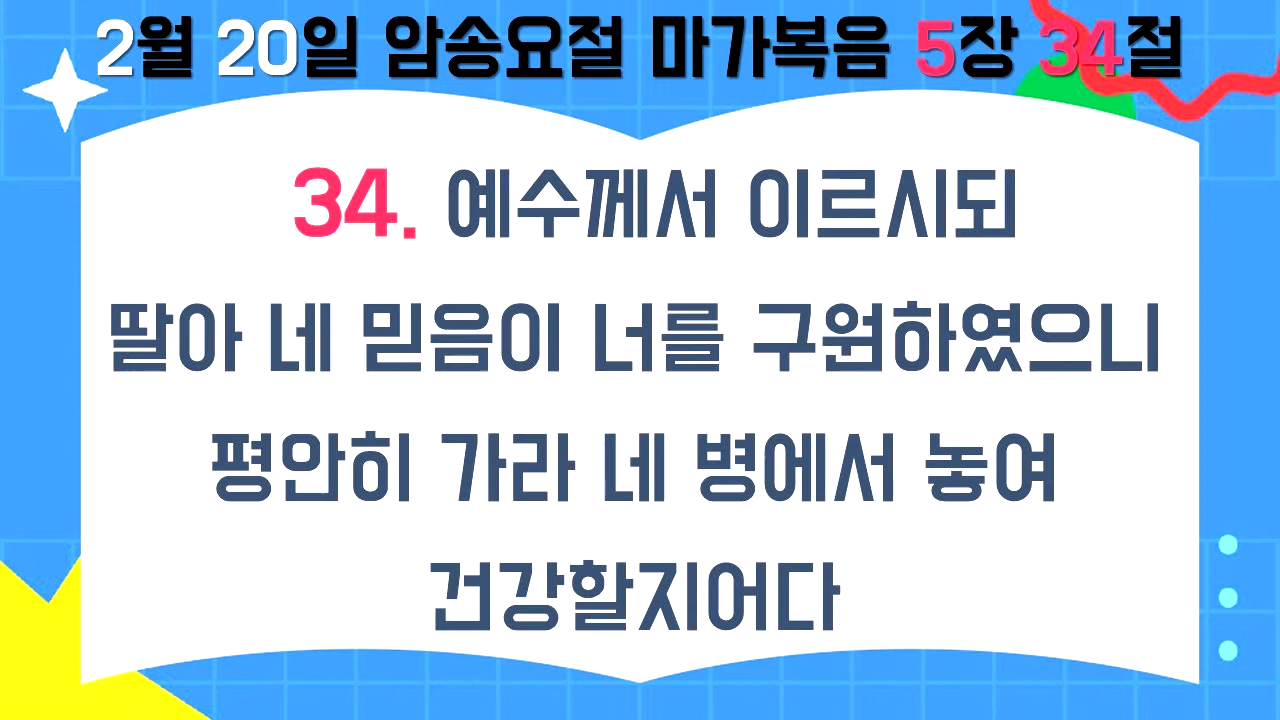 2월 20일 암송요절 마가복음 5장 34절
34. 예수께서 이르시되
딸아 네 믿음이 너를 구원하였으니
평안히 가라 네 병에서 놓여
건강할지어다